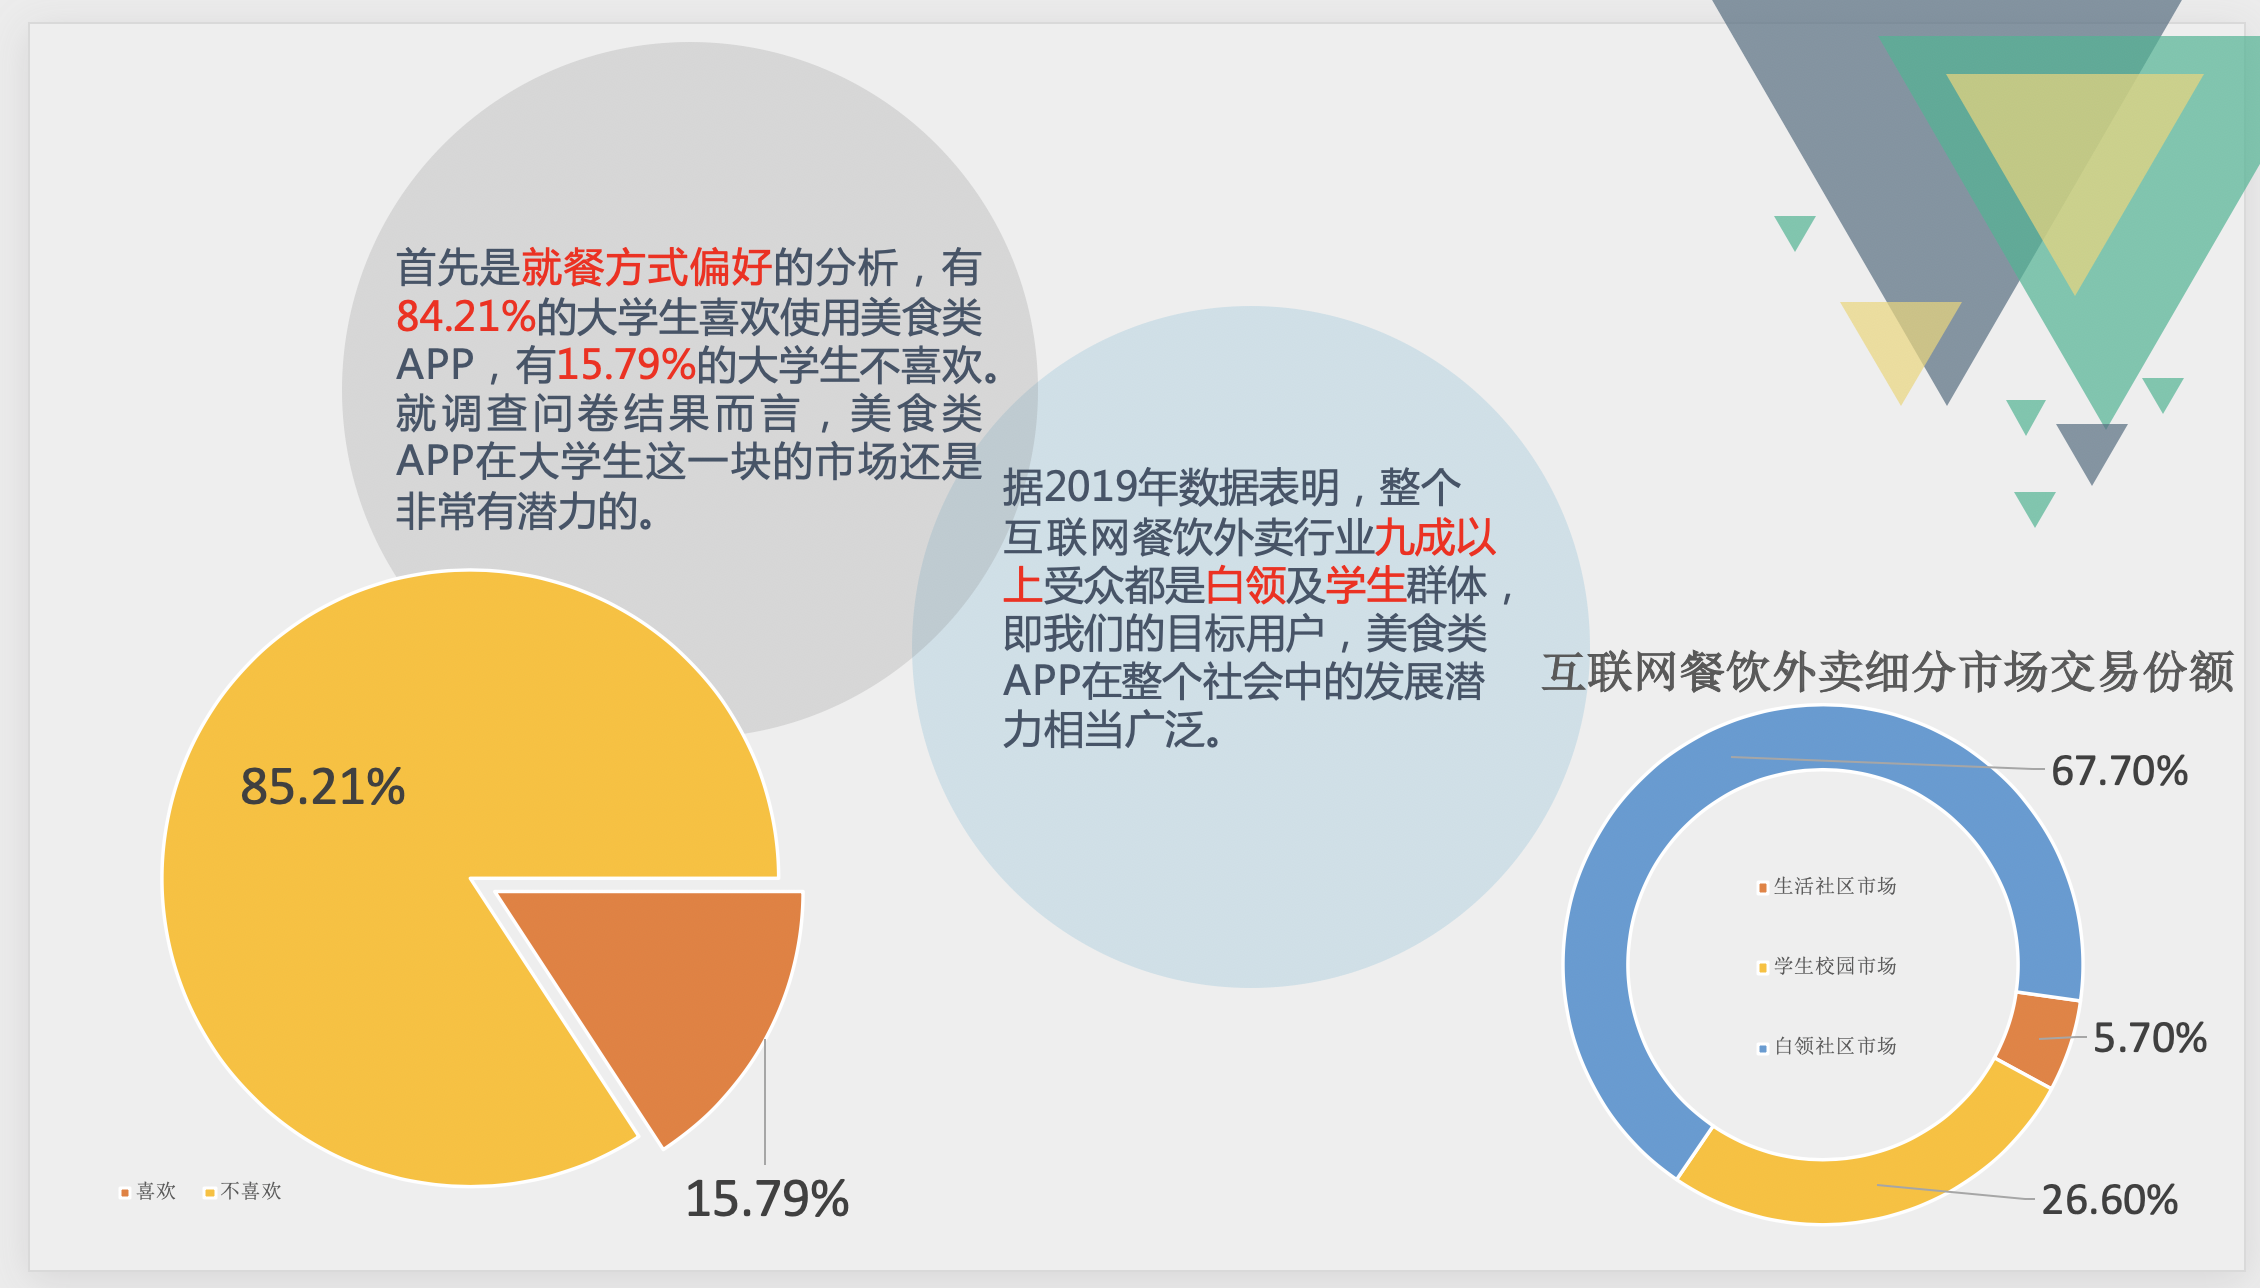 首先是就餐方式偏好的分析，有
84.21%的大学生喜欢使用美食类
APP，有15.79%的大学生不喜欢。
就调查问卷结果而言，美食类
APP在大学生这一块的市场还是
非常有潜力的。
据2019年数据表明，整个
互联网餐饮外卖行业九成以
上受众都是白领及学生群体，
即我们的目标用户，美食类
APP在整个社会中的发展潜
力相当广泛。
85.21%
15.79%
喜欢 不喜欢
互联网餐饮外卖细分市场交易份额
67.70%
生活社区市场
学生校园市场
白领社区市场
5.70%
26.60%